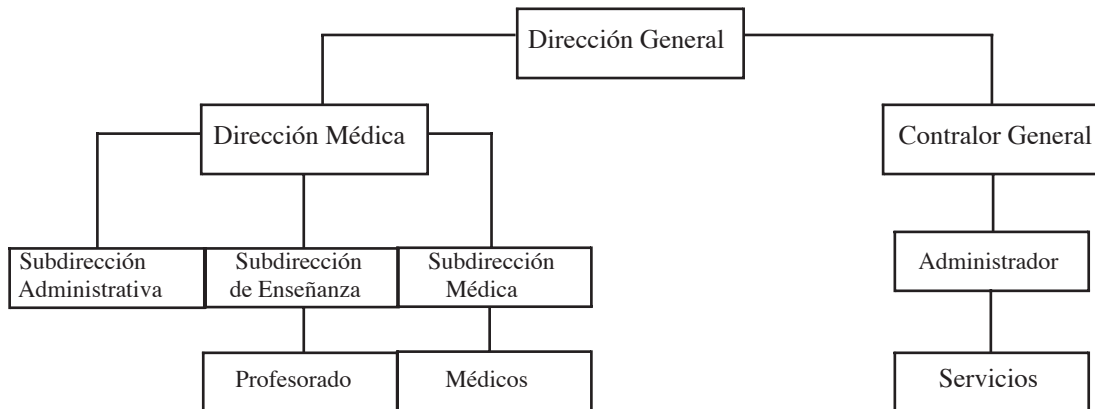 Dirección General
Dirección Médica
Contralor General
Subdirección
Administrativa
Subdirección
de Enseñanza
Subdirección
Médica
Administrador
Profesorado
Médicos
Servicios